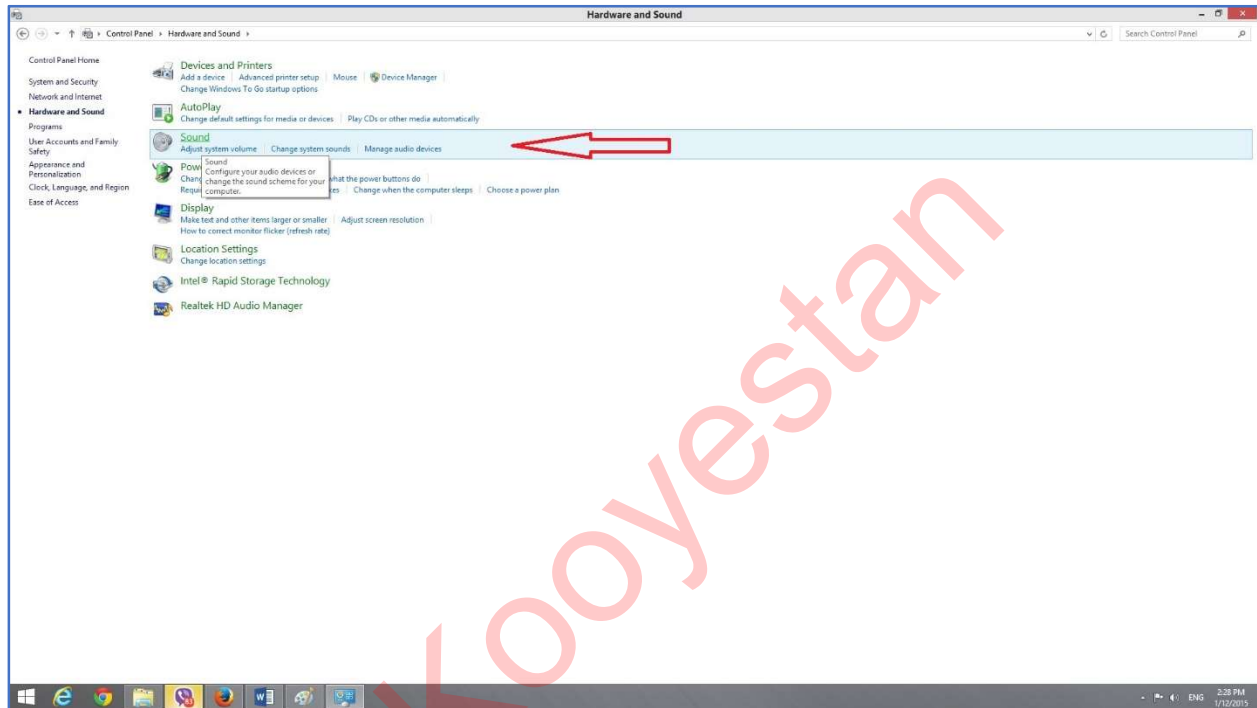 Hardware and Sound
Control Panel Hardware and Sound
Search Control Panel
Control Panel Home
System and Security
Network and Internet
Hardware and Sound
Programs
User Accounts and Family
Safety
Appearance and
Personalization
Clock, Language, and Region
Ease of Access
Devices and Printers
Add a device Advanced printer setup Mouse Device Manager
Change Windows To Go startup options
AutoPlay
Change default settings for media or devices Play CDs or other media automatically
Sound
Adjust system volume Change system sounds Manage audio devices
Sound
Configure your audio devices or
change the sound scheme for your
computer.
what the power buttons do
Change when the computer sleeps Choose a power plan
Display
Make text and other items larger or smaller Adjust screen resolution
How to correct monitor flicker (refresh rate)
Location Settings
Change location settings
Intel® Rapid Storage Technology
Realtek HD Audio Manager
Kooyestan
ENG
2:28 PM
1/12/2015